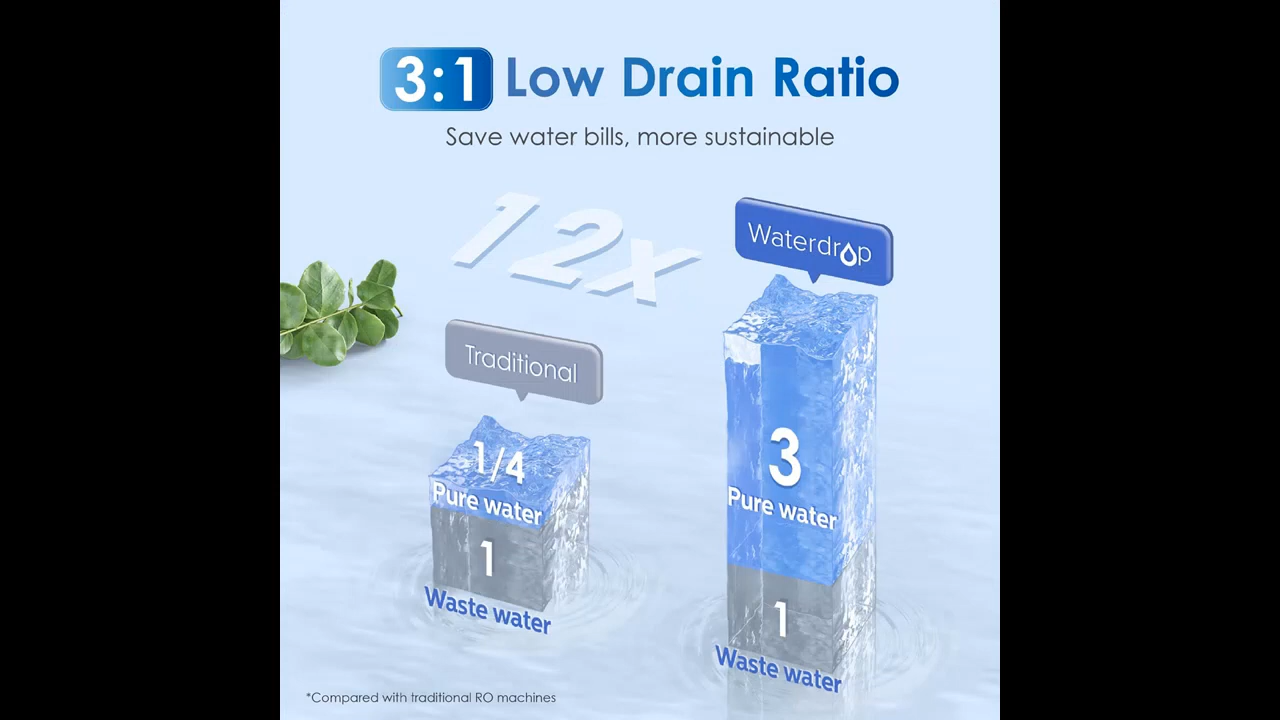 3:1 Low Drain Ratio
Save water bills, more sustainable
12x
Waterdrop
Traditional
1/4
Pure water
1
Waste water
3
Pure water
1
Waste water
*Compared with traditional RO machines